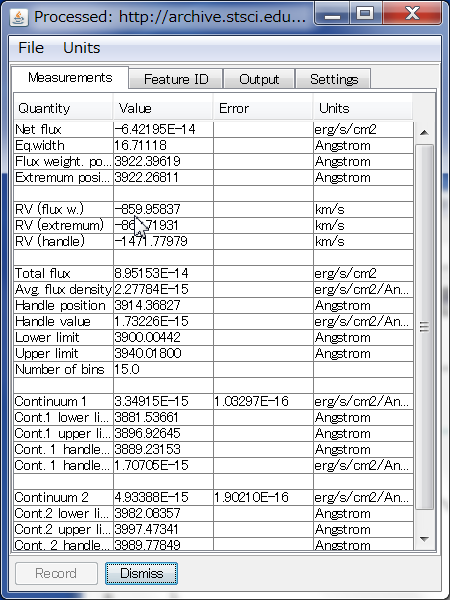 Processed: http://archive.stsci.edu...
File Units
Measurements Feature ID Output Settings
Quantity Value Error Units
Net flux -6.42195E-14 erg/s/cm2
Eq.width 16.71118 Angstrom
Flux weight. po... 3922.39619 Angstrom
Extremum posi... 3922.26811 Angstrom
RV (flux w.) -859.95837 km/s
RV (extremum) km/s
RV (handle) -1471.77979 km/s
Total flux 8.95153E-14 erg/s/cm2
Avg. flux density 2.27784E-15 erg/s/cm2/An...
Handle position 3914.36827 Angstrom
Handle value 1.73226E-15 erg/s/cm2/An...
Lower limit 3900.00442 Angstrom
Upper limit 3940.01800 Angstrom
Number of bins 15.0
Continuum 1 3.34915E-15 1.03297E-16 erg/s/cm2/An...
Cont.1 lower li... 3881.53661 Angstrom
Cont.1 upper li... 3896.92645 Angstrom
Cont. 1 handle... 3889.23153 Angstrom
Cont. 1 handle... 1.70705E-15 erg/s/cm2/An...
Continuum 2 4.93388E-15 1.90210E-16 erg/s/cm2/An...
Cont.2 lower li... 3982.08357 Angstrom
Cont.2 upper li... 3997.47341 Angstrom
Cont. 2 handle... 3989.77849 Angstrom
Record Dismiss